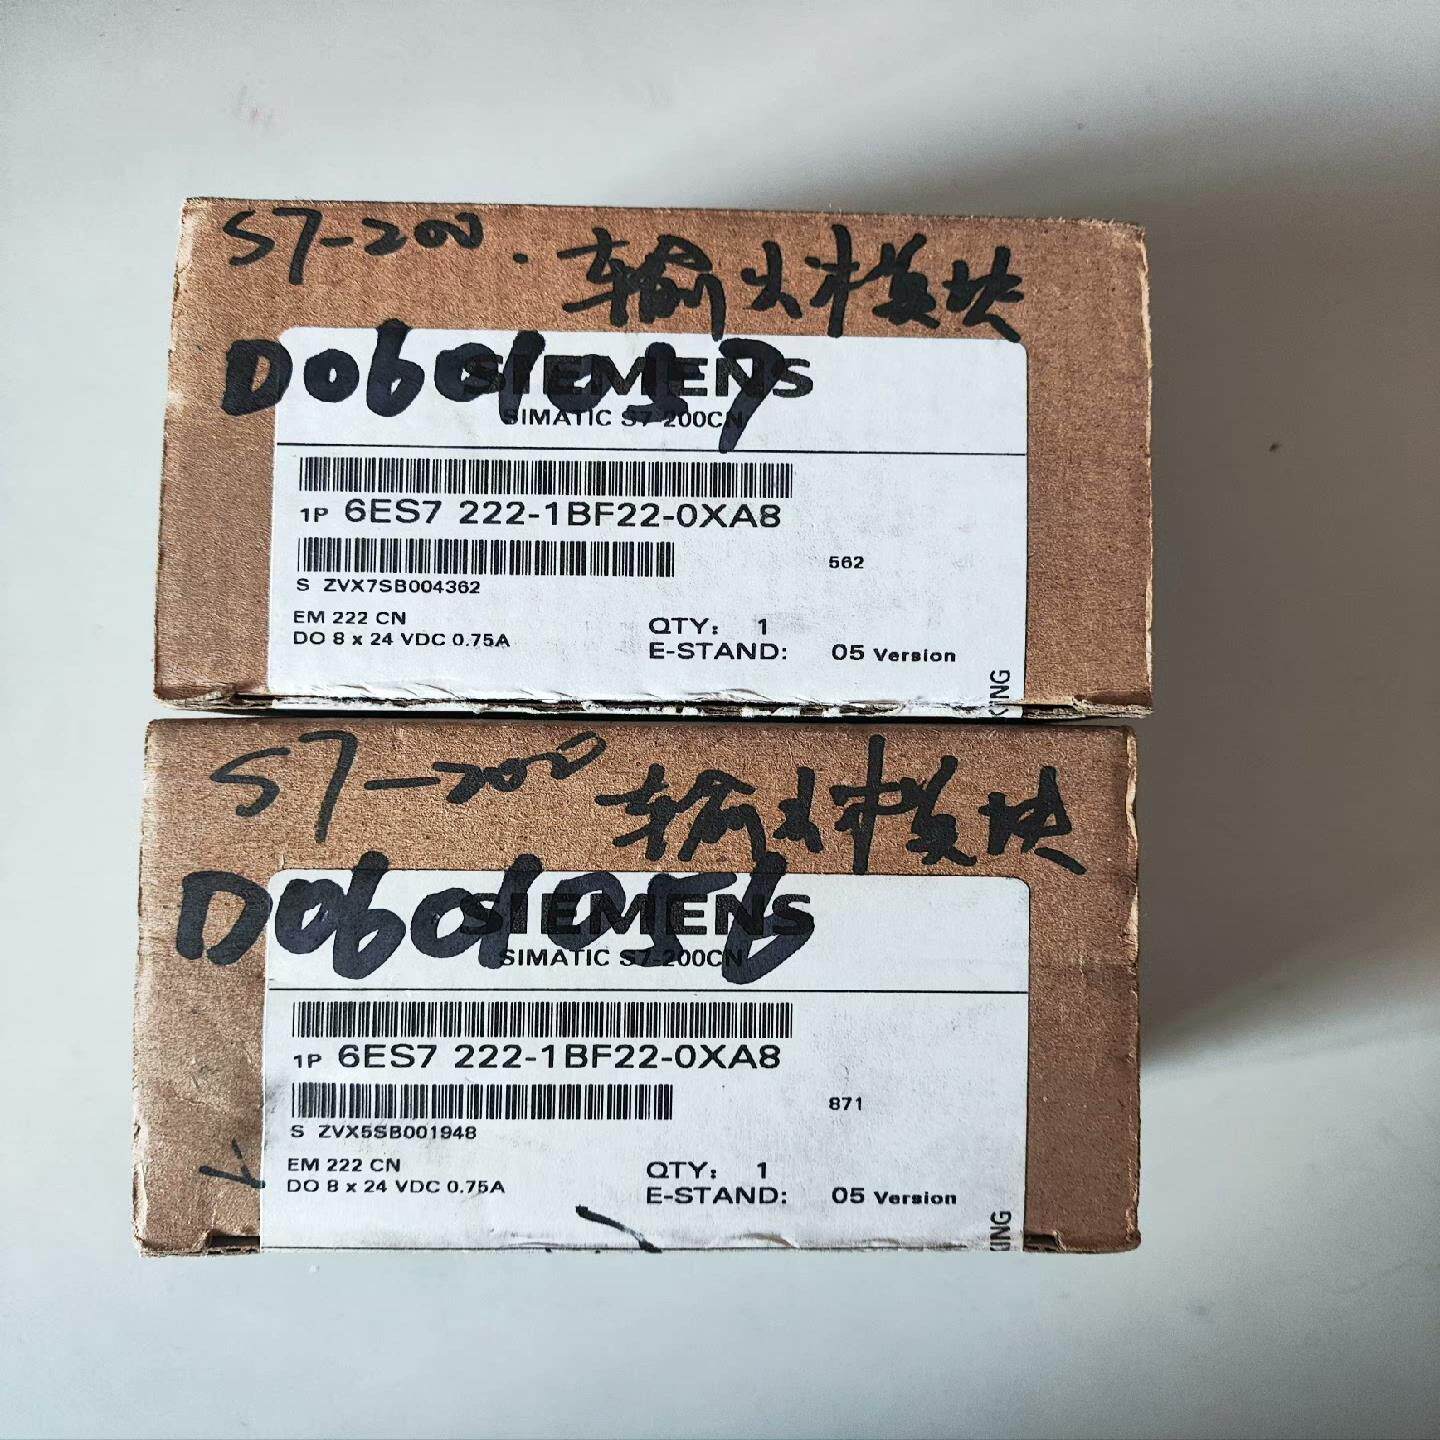 S7-200. 输出模块
D0601057
SIEMENS
SIMATIC S7-200CN
1P 6ES7 222-1BF22-0XA8
562
S ZVX7SB004362
EM 222 CN
DO 8 x 24 VDC 0.75A
QTY: 1
E-STAND: 05 Version
KING
S7-200 输出模块
D0601056
SIEMENS
SIMATIC S7-200CN
1P 6ES7 222-1BF22-0XA8
871
S ZVX5SB001948
EM 222 CN
DO 8 x 24 VDC 0.75A
QTY: 1
E-STAND: 05 Version
KING